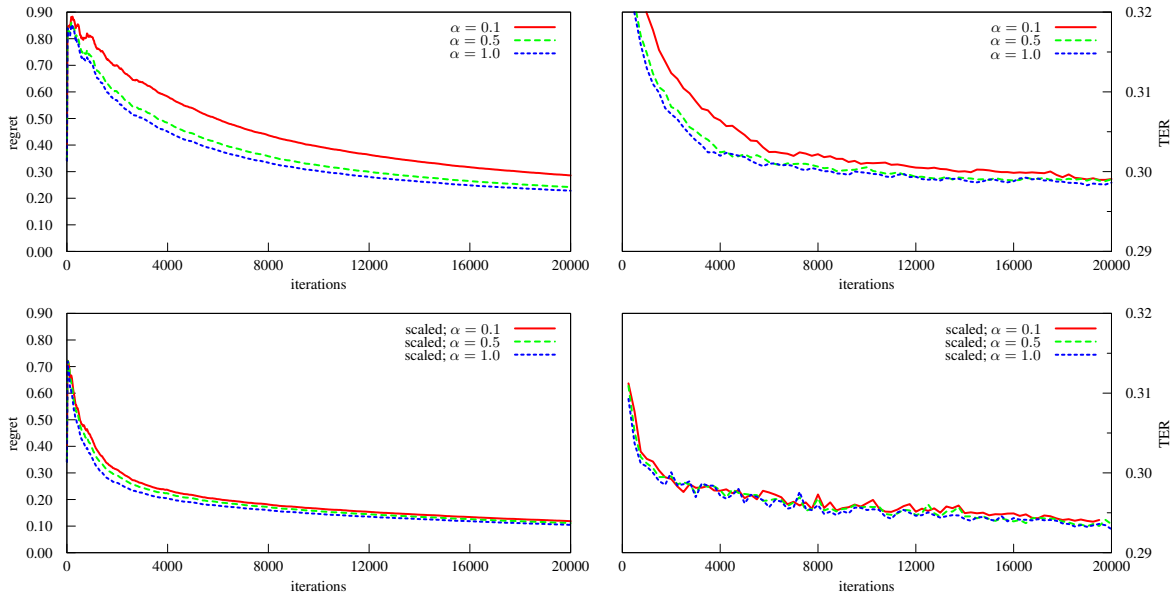 0.90
0.80
0.70
0.60
0.50
0.40
0.30
0.20
0.10
0.00
regret
0
4000
8000
12000
16000
20000
iterations
α = 0.1
α = 0.5
α = 1.0
0.32
0.31
0.30
0.29
TER
0
4000
8000
12000
16000
20000
iterations
α = 0.1
α = 0.5
α = 1.0
0.90
0.80
0.70
0.60
0.50
0.40
0.30
0.20
0.10
0.00
regret
0
4000
8000
12000
16000
20000
iterations
scaled; α = 0.1
scaled; α = 0.5
scaled; α = 1.0
0.32
0.31
0.30
0.29
TER
0
4000
8000
12000
16000
20000
iterations
scaled; α = 0.1
scaled; α = 0.5
scaled; α = 1.0